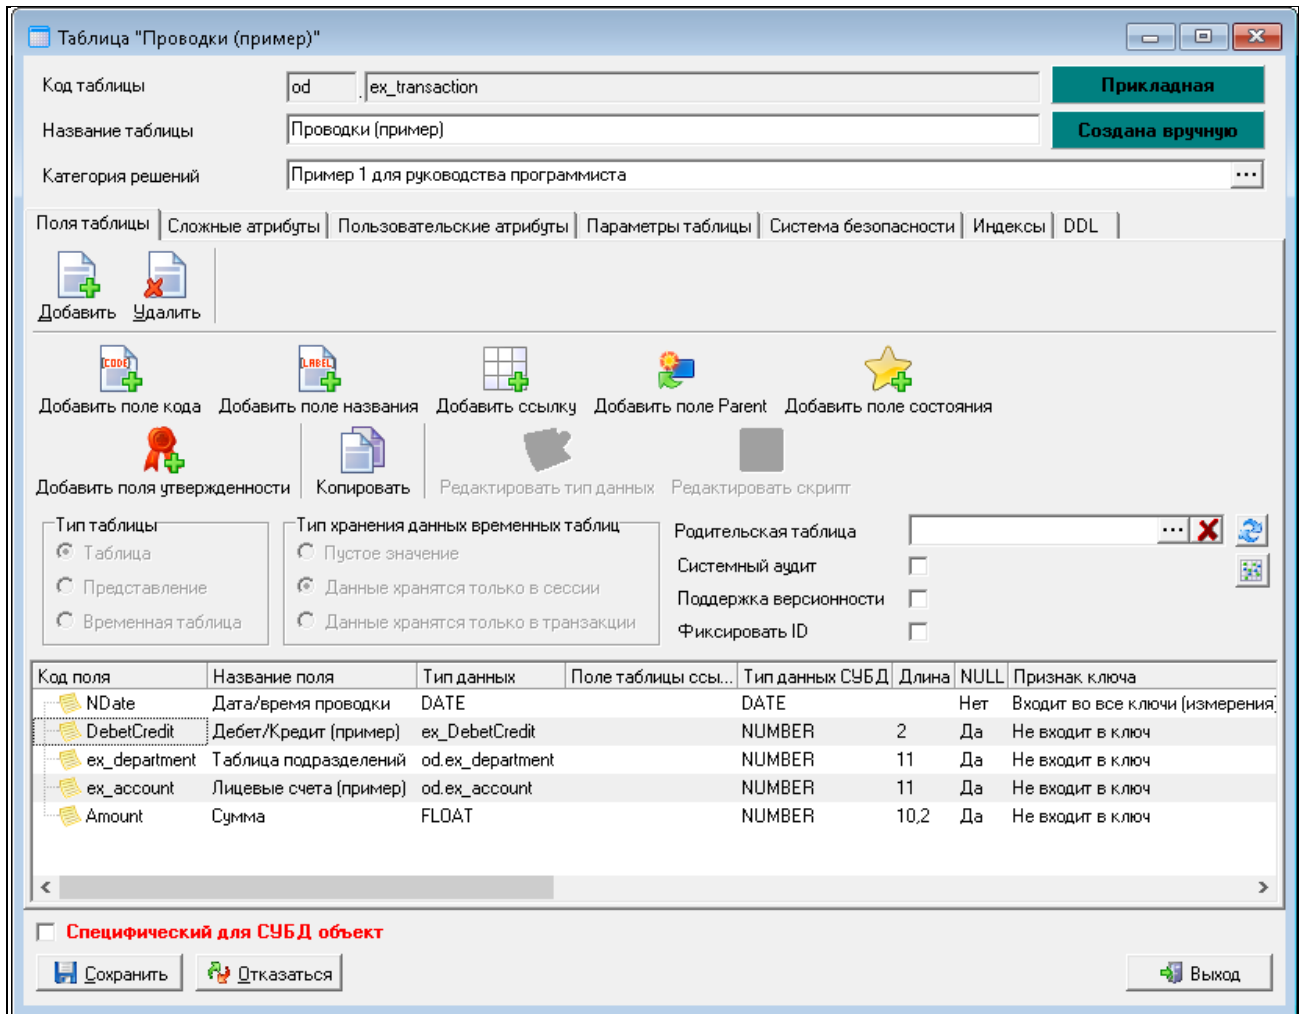 Таблица "Проводки (пример)"
Код таблицы od . ex_transaction Прикладная
Название таблицы Проводки (пример) Создана вручную
Категория решений Пример 1 для руководства программиста ...
Поля таблицы Сложные атрибуты Пользовательские атрибуты Параметры таблицы Система безопасности Индексы DDL
Добавить Удалить
[CODE] [LABEL]
Добавить поле кода Добавить поле названия Добавить ссылку Добавить поле Parent Добавить поле состояния
Добавить поля утвержденности Копировать Редактировать тип данных Редактировать скрипт
Тип таблицы Тип хранения данных временных таблиц Родительская таблица ...
Таблица Пустое значение Системный аудит
Представление Данные хранятся только в сессии Поддержка версионности
Временная таблица Данные хранятся только в транзакции Фиксировать ID
Код поля Название поля Тип данных Поле таблицы ссы... Тип данных СУБД Длина NULL Признак ключа
NDate Дата/время проводки DATE DATE Нет Входит во все ключи (измерения)
DebetCredit Дебет/Кредит (пример) ex_DebetCredit NUMBER 2 Да Не входит в ключ
ex_department Таблица подразделений od.ex_department NUMBER 11 Да Не входит в ключ
ex_account Лицевые счета (пример) od.ex_account NUMBER 11 Да Не входит в ключ
Amount Сумма FLOAT NUMBER 10,2 Да Не входит в ключ
Специфический для СУБД объект
Сохранить Отказаться Выход